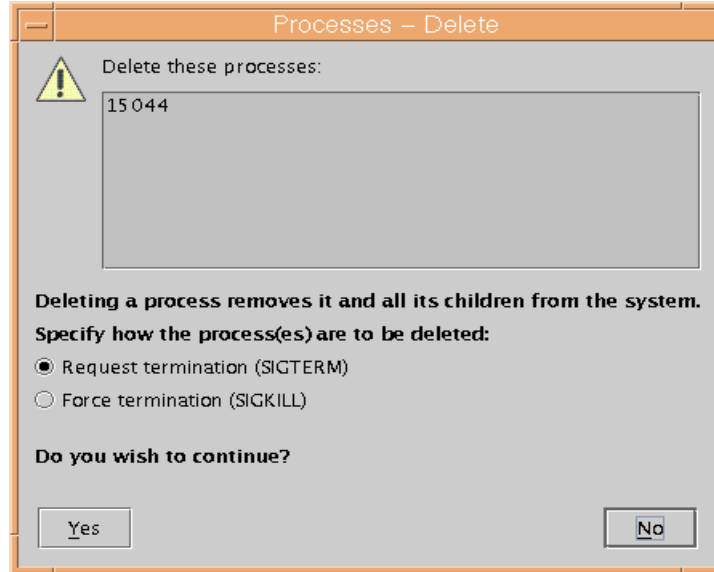 Processes – Delete
Delete these processes:
15044
Deleting a process removes it and all its children from the system.
Specify how the process(es) are to be deleted:
Request termination (SIGTERM)
Force termination (SIGKILL)
Do you wish to continue?
Yes
No